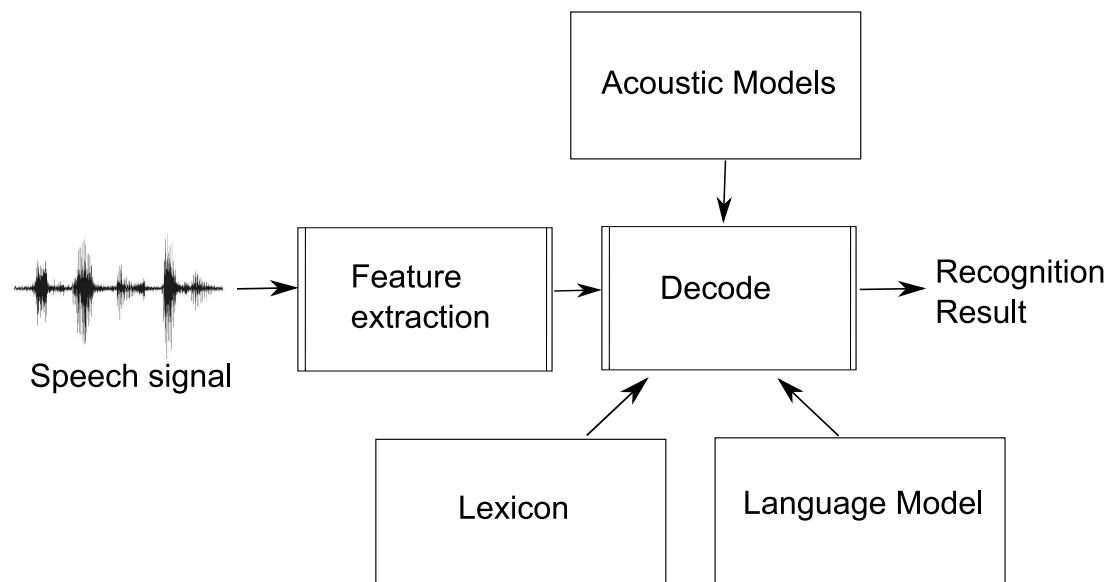 Acoustic Models
Feature
extraction
Decode
Recognition
Result
Speech signal
Lexicon
Language Model